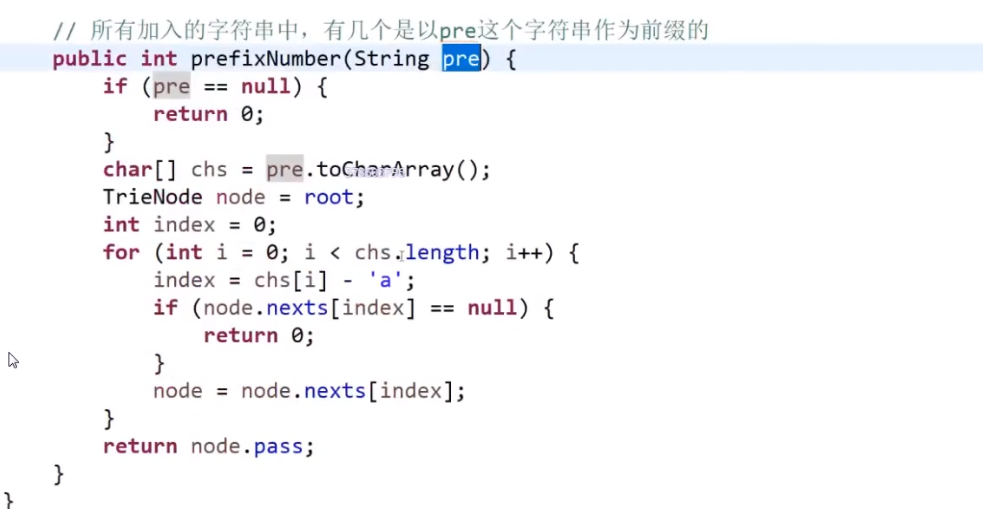 // 所有加入的字符串中，有几个是以pre这个字符串作为前缀的
public int prefixNumber(String pre) {
if (pre == null) {
return 0;
}
char[] chs = pre.toCharArray();
TrieNode node = root;
int index = 0;
for (int i = 0; i < chs.length; i++) {
index = chs[i] - 'a';
if (node.nexts[index] == null) {
return 0;
}
node = node.nexts[index];
}
return node.pass;
}
}